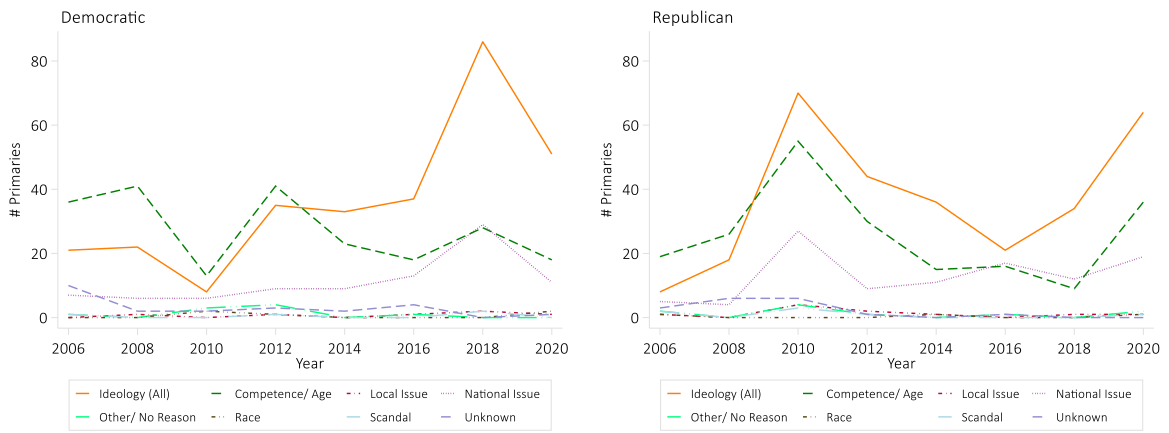 Democratic
80
60
40
20
0
# Primaries
2006 2008 2010 2012 2014 2016 2018 2020
Year
Ideology (All) Competence/ Age Local Issue National Issue
Other/ No Reason Race Scandal Unknown
Republican
80
60
40
20
0
# Primaries
2006 2008 2010 2012 2014 2016 2018 2020
Year
Ideology (All) Competence/ Age Local Issue National Issue
Other/ No Reason Race Scandal Unknown